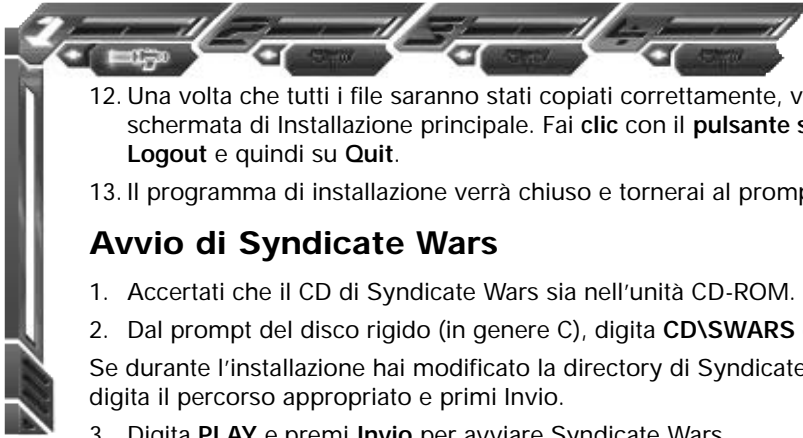 1 2 3 4
12. Una volta che tutti i file saranno stati copiati correttamente, v
schermata di Installazione principale. Fai clic con il pulsante s
Logout e quindi su Quit.
13. Il programma di installazione verrà chiuso e tornerai al promp
Avvio di Syndicate Wars
1. Accertati che il CD di Syndicate Wars sia nell'unità CD-ROM.
2. Dal prompt del disco rigido (in genere C), digita CD\SWARS
Se durante l'installazione hai modificato la directory di Syndicate
digita il percorso appropriato e primi Invio.
3. Digita PLAY e premi Invio per avviare Syndicate Wars.